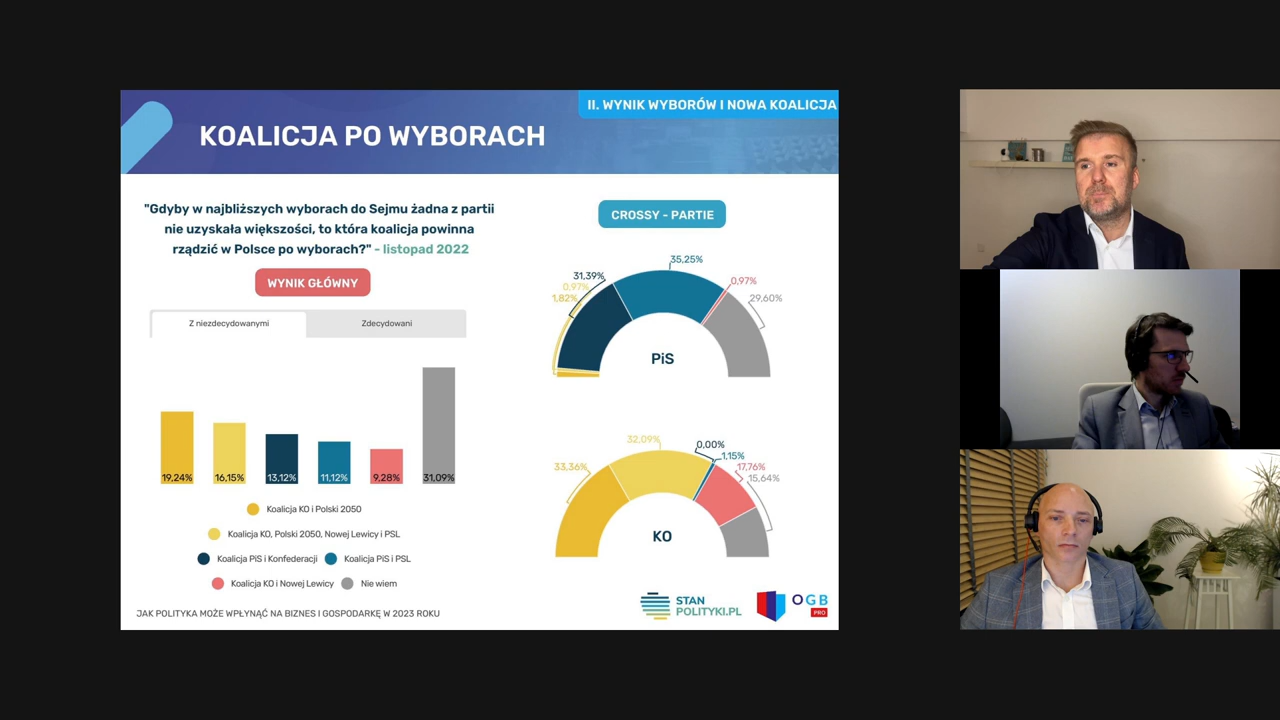 II. WYNIK WYBORÓW I NOWA KOALICJA
KOALICJA PO WYBORACH
"Gdyby w najbliższych wyborach do Sejmu żadna z partii
nie uzyskała większości, to która koalicja powinna
rządzić w Polsce po wyborach?" - listopad 2022
WYNIK GŁÓWNY
Z niezdecydowanymi
Zdecydowani
19,24%
16,15%
13,12%
11,12%
9,28%
31,09%
Koalicja KO i Polski 2050
Koalicja KO, Polski 2050, Nowej Lewicy i PSL
Koalicja PiS i Konfederacji
Koalicja PiS i PSL
Koalicja KO i Nowej Lewicy
Nie wiem
CROSSY - PARTIE
35,25%
31,39%
0,97%
0,97%
1,82%
29,60%
PiS
32,09%
0,00%
1,15%
33,36%
17,76%
15,64%
KO
JAK POLITYKA MOŻE WPŁYNĄĆ NA BIZNES I GOSPODARKĘ W 2023 ROKU
STAN
POLITYKI.PL
OGB
PRO